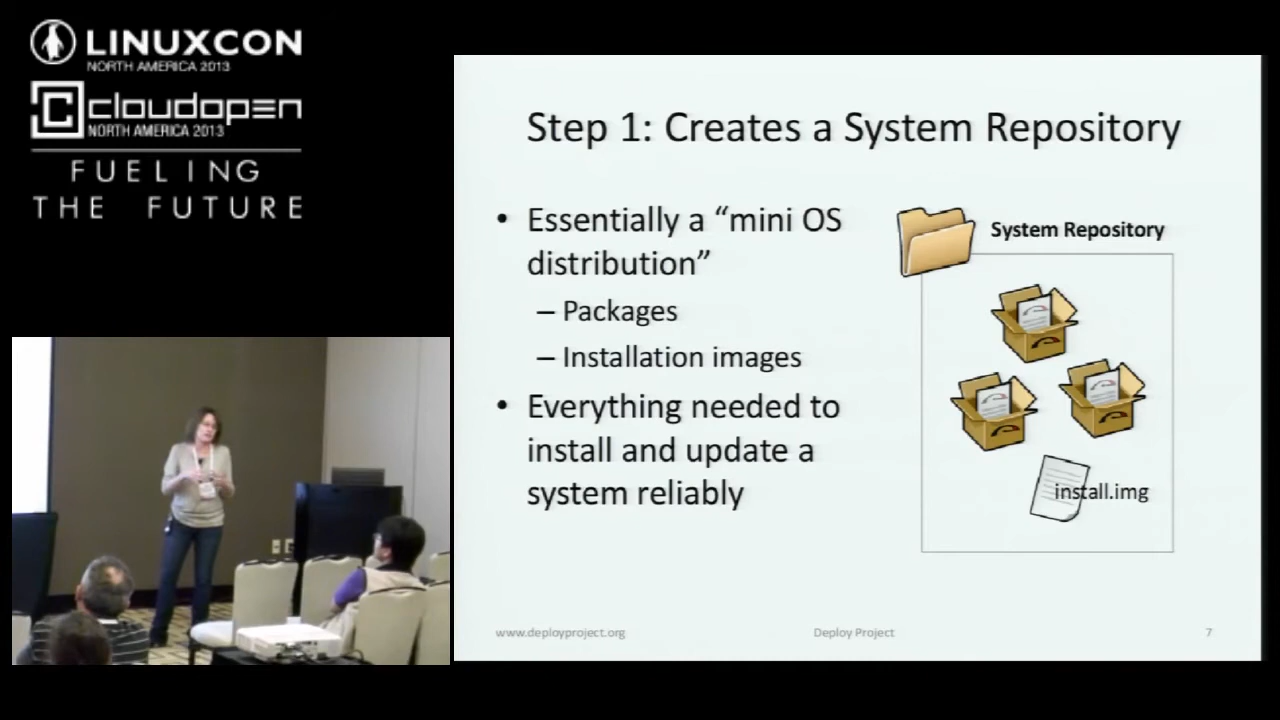 LINUXCON
NORTH AMERICA 2013
cloudopen
NORTH AMERICA 2013
FUELING
THE FUTURE
Step 1: Creates a System Repository
• Essentially a “mini OS
distribution”
– Packages
– Installation images
• Everything needed to
install and update a
system reliably
System Repository
install.img
www.deployproject.org
Deploy Project
7